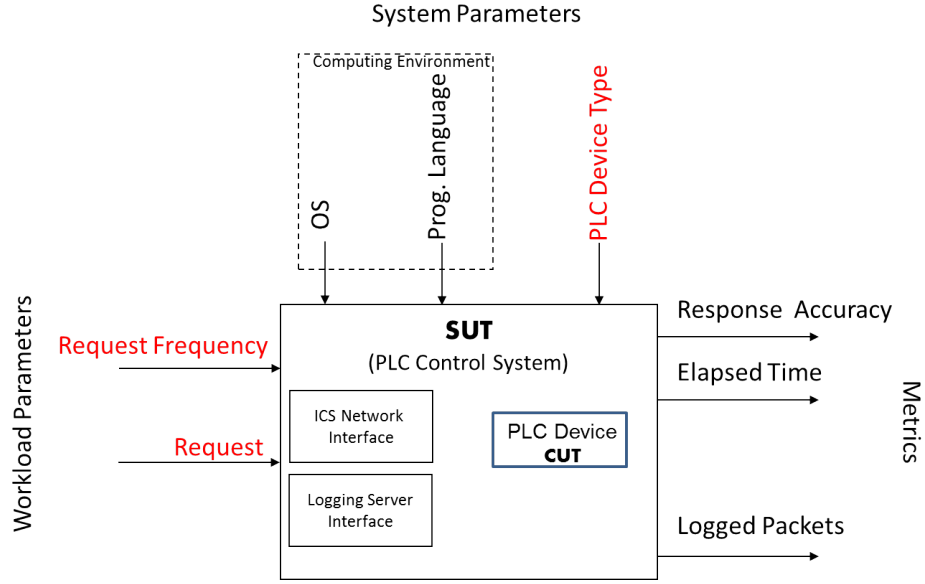 System Parameters
Computing Environment
OS
Prog. Language
PLC Device Type
Workload Parameters
Request Frequency
Request
SUT
(PLC Control System)
ICS Network
Interface
PLC Device
CUT
Logging Server
Interface
Response Accuracy
Elapsed Time
Logged Packets
Metrics